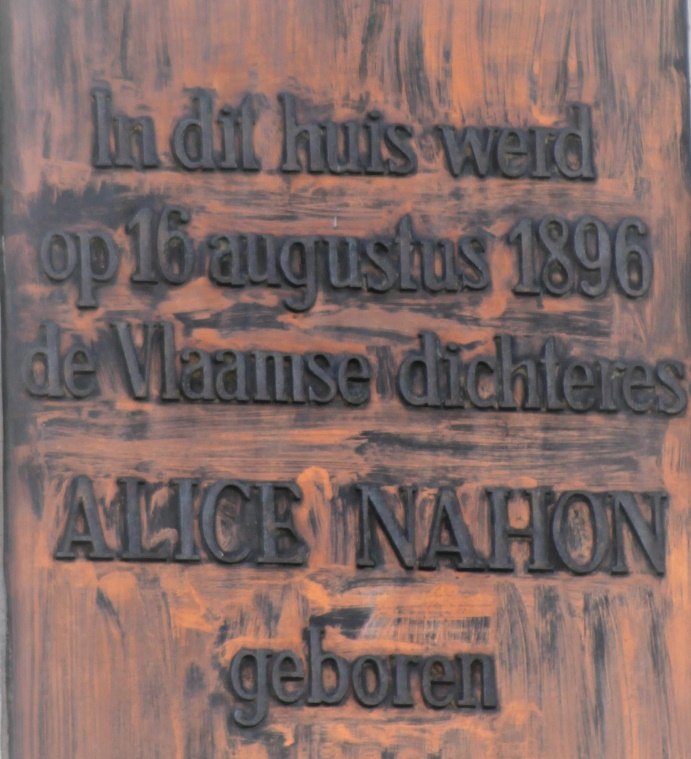 In dit huis werd
op 16 augustus 1896
de Vlaamse dichteres
ALICE NAHON
geboren